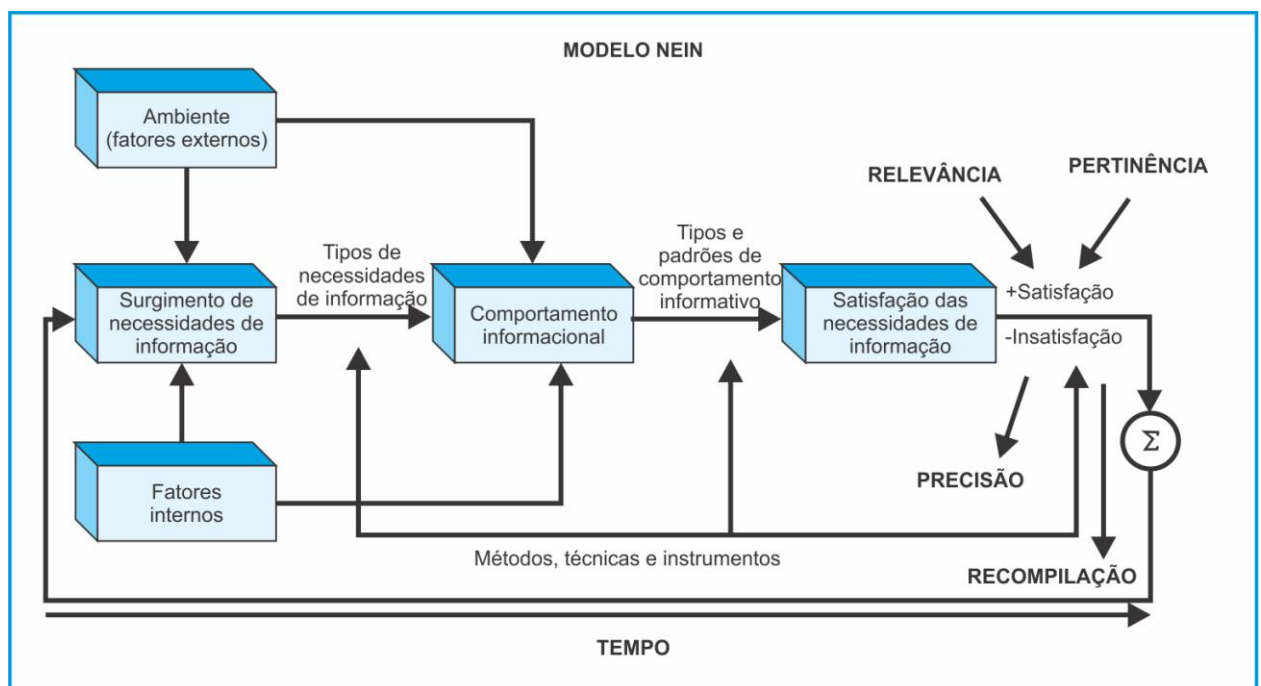 MODELO NEIN
Ambiente
(fatores externos)
RELEVÂNCIA
PERTINÊNCIA
Tipos de
necessidades
de informação
Tipos e
padrões de
comportamento
informativo
Surgimento de
necessidades de
informação
Comportamento
informacional
Satisfação das
necessidades de
informação
+Satisfação
-Insatisfação
Σ
Fatores
internos
PRECISÃO
Métodos, técnicas e instrumentos
RECOMPILAÇÃO
TEMPO